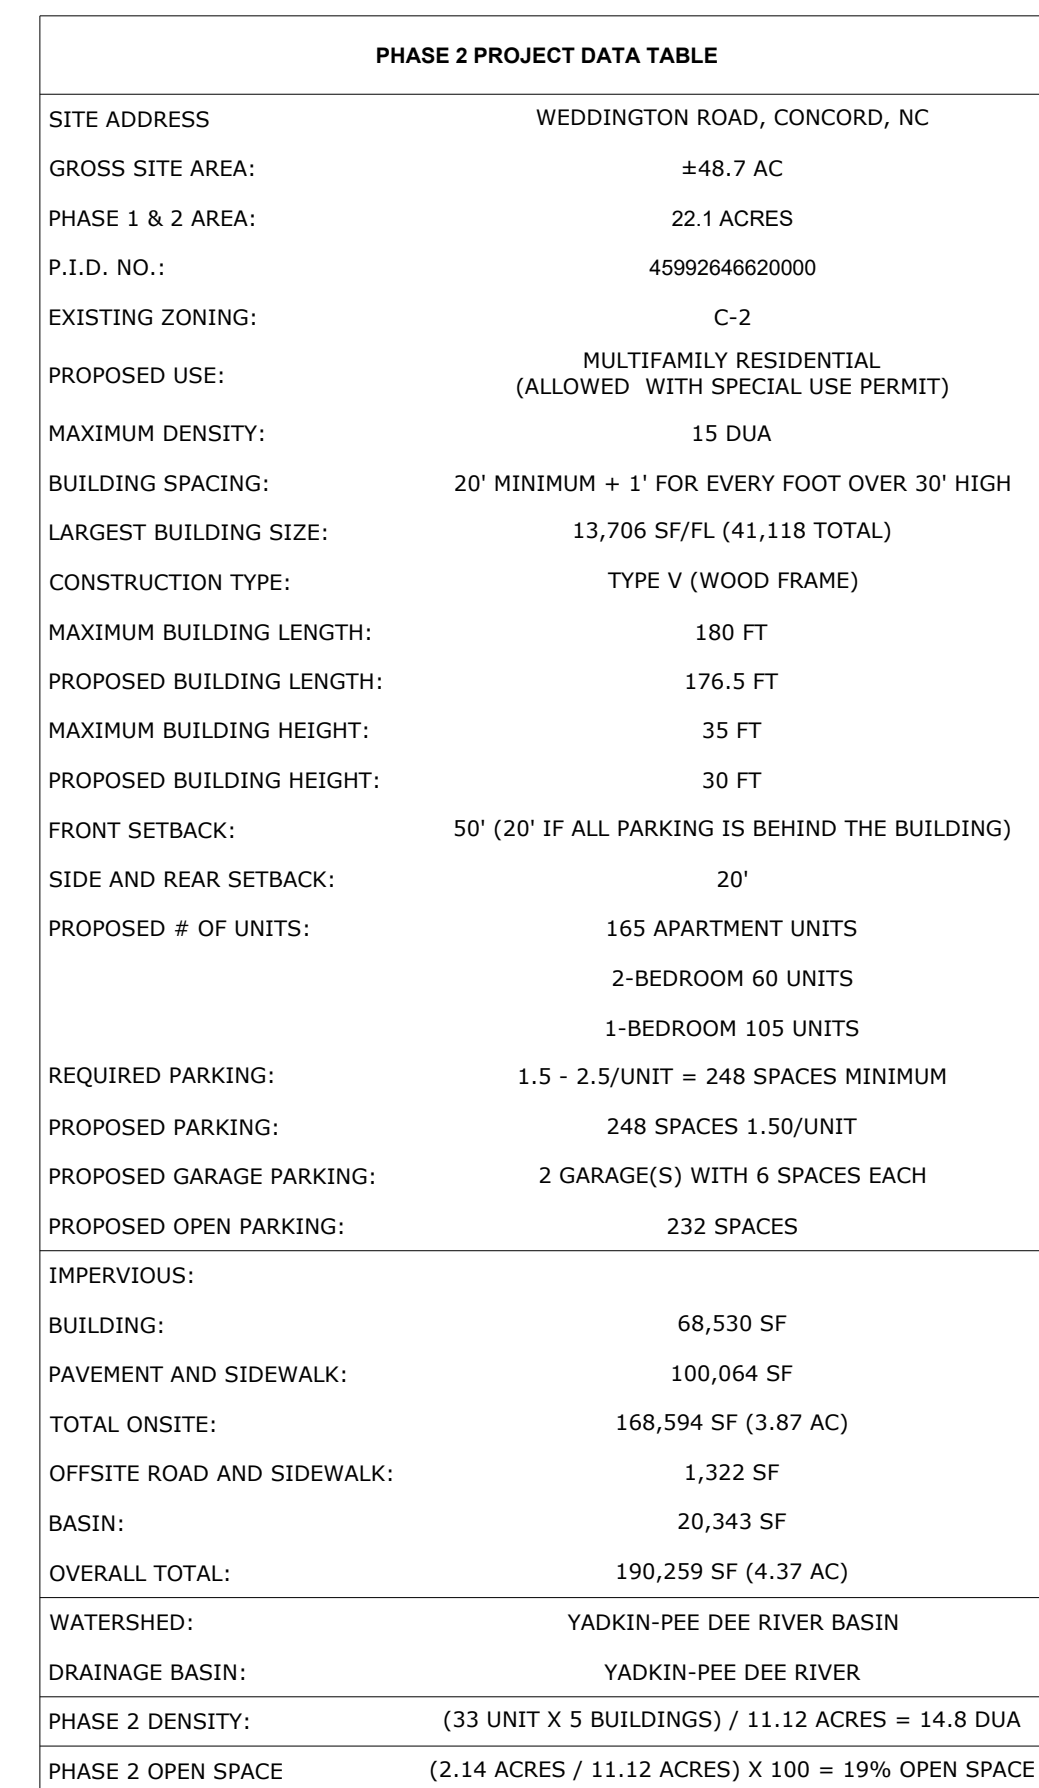 PHASE 2 PROJECT DATA TABLE
SITE ADDRESS WEDDINGTON ROAD, CONCORD, NC
GROSS SITE AREA: ±48.7 AC
PHASE 1 & 2 AREA: 22.1 ACRES
P.I.D. NO.: 45992646620000
EXISTING ZONING: C-2
PROPOSED USE: MULTIFAMILY RESIDENTIAL
(ALLOWED WITH SPECIAL USE PERMIT)
MAXIMUM DENSITY: 15 DUA
BUILDING SPACING: 20' MINIMUM + 1' FOR EVERY FOOT OVER 30' HIGH
LARGEST BUILDING SIZE: 13,706 SF/FL (41,118 TOTAL)
CONSTRUCTION TYPE: TYPE V (WOOD FRAME)
MAXIMUM BUILDING LENGTH: 180 FT
PROPOSED BUILDING LENGTH: 176.5 FT
MAXIMUM BUILDING HEIGHT: 35 FT
PROPOSED BUILDING HEIGHT: 30 FT
FRONT SETBACK: 50' (20' IF ALL PARKING IS BEHIND THE BUILDING)
SIDE AND REAR SETBACK: 20'
PROPOSED # OF UNITS: 165 APARTMENT UNITS
2-BEDROOM 60 UNITS
1-BEDROOM 105 UNITS
REQUIRED PARKING: 1.5 - 2.5/UNIT = 248 SPACES MINIMUM
PROPOSED PARKING: 248 SPACES 1.50/UNIT
PROPOSED GARAGE PARKING: 2 GARAGE(S) WITH 6 SPACES EACH
PROPOSED OPEN PARKING: 232 SPACES
IMPERVIOUS:
BUILDING: 68,530 SF
PAVEMENT AND SIDEWALK: 100,064 SF
TOTAL ONSITE: 168,594 SF (3.87 AC)
OFFSITE ROAD AND SIDEWALK: 1,322 SF
BASIN: 20,343 SF
OVERALL TOTAL: 190,259 SF (4.37 AC)
WATERSHED: YADKIN-PEE DEE RIVER BASIN
DRAINAGE BASIN: YADKIN-PEE DEE RIVER
PHASE 2 DENSITY: (33 UNIT X 5 BUILDINGS) / 11.12 ACRES = 14.8 DUA
PHASE 2 OPEN SPACE (2.14 ACRES / 11.12 ACRES) X 100 = 19% OPEN SPACE